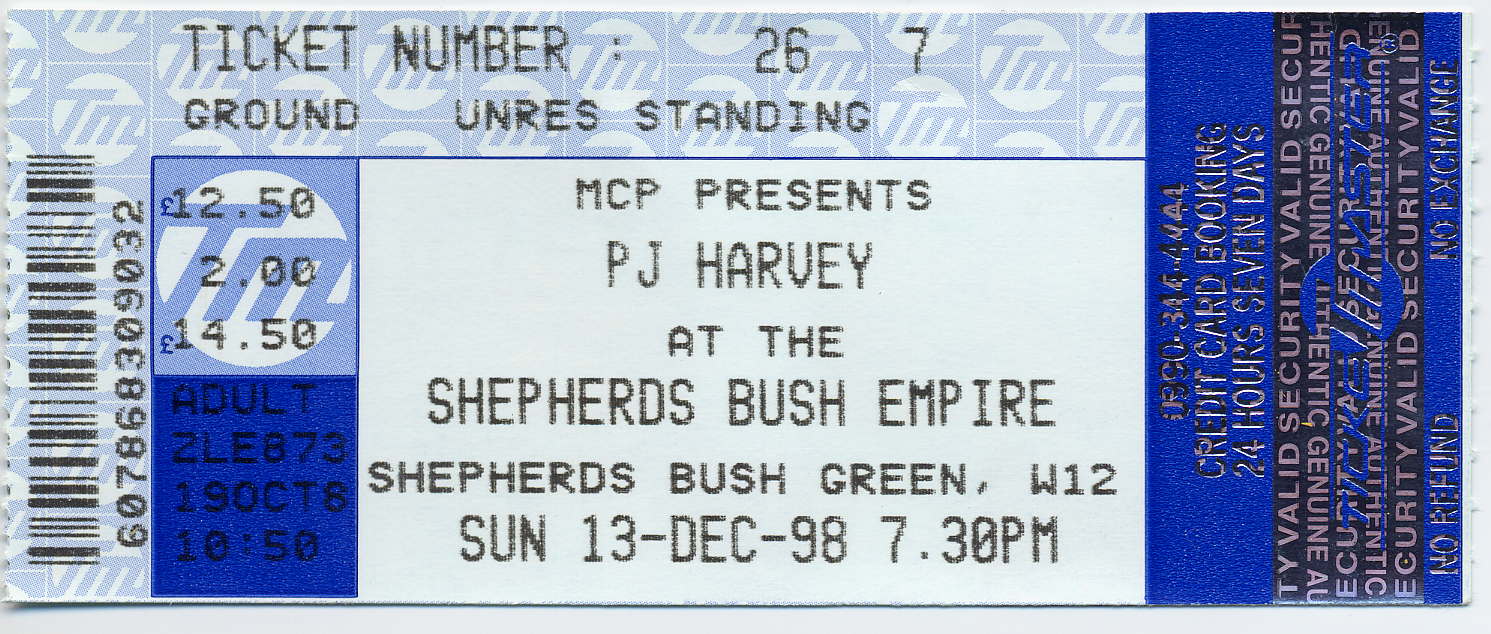 TICKET NUMBER : 26 7
GROUND UNRES STANDING
£12.50
2.00
£14.50
ADULT
ZLE873
19OCT8
10:50
607868309032
MCP PRESENTS
PJ HARVEY
AT THE
SHEPHERDS BUSH EMPIRE
SHEPHERDS BUSH GREEN, W12
SUN 13-DEC-98 7.30PM
0990-344-4444
CREDIT CARD BOOKING
24 HOURS SEVEN DAYS
TICKETMASTER®
NO REFUND NO EXCHANGE